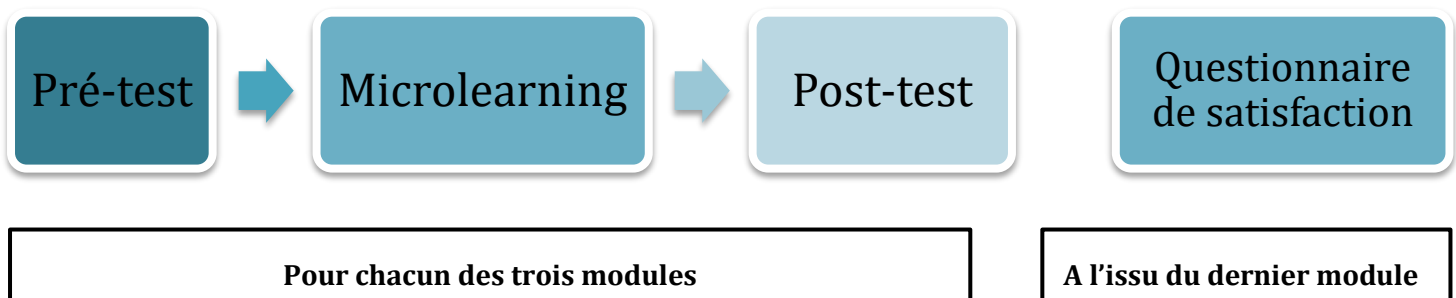 Pré-test
Microlearning
Post-test
Questionnaire
de satisfaction
Pour chacun des trois modules
A l’issu du dernier module